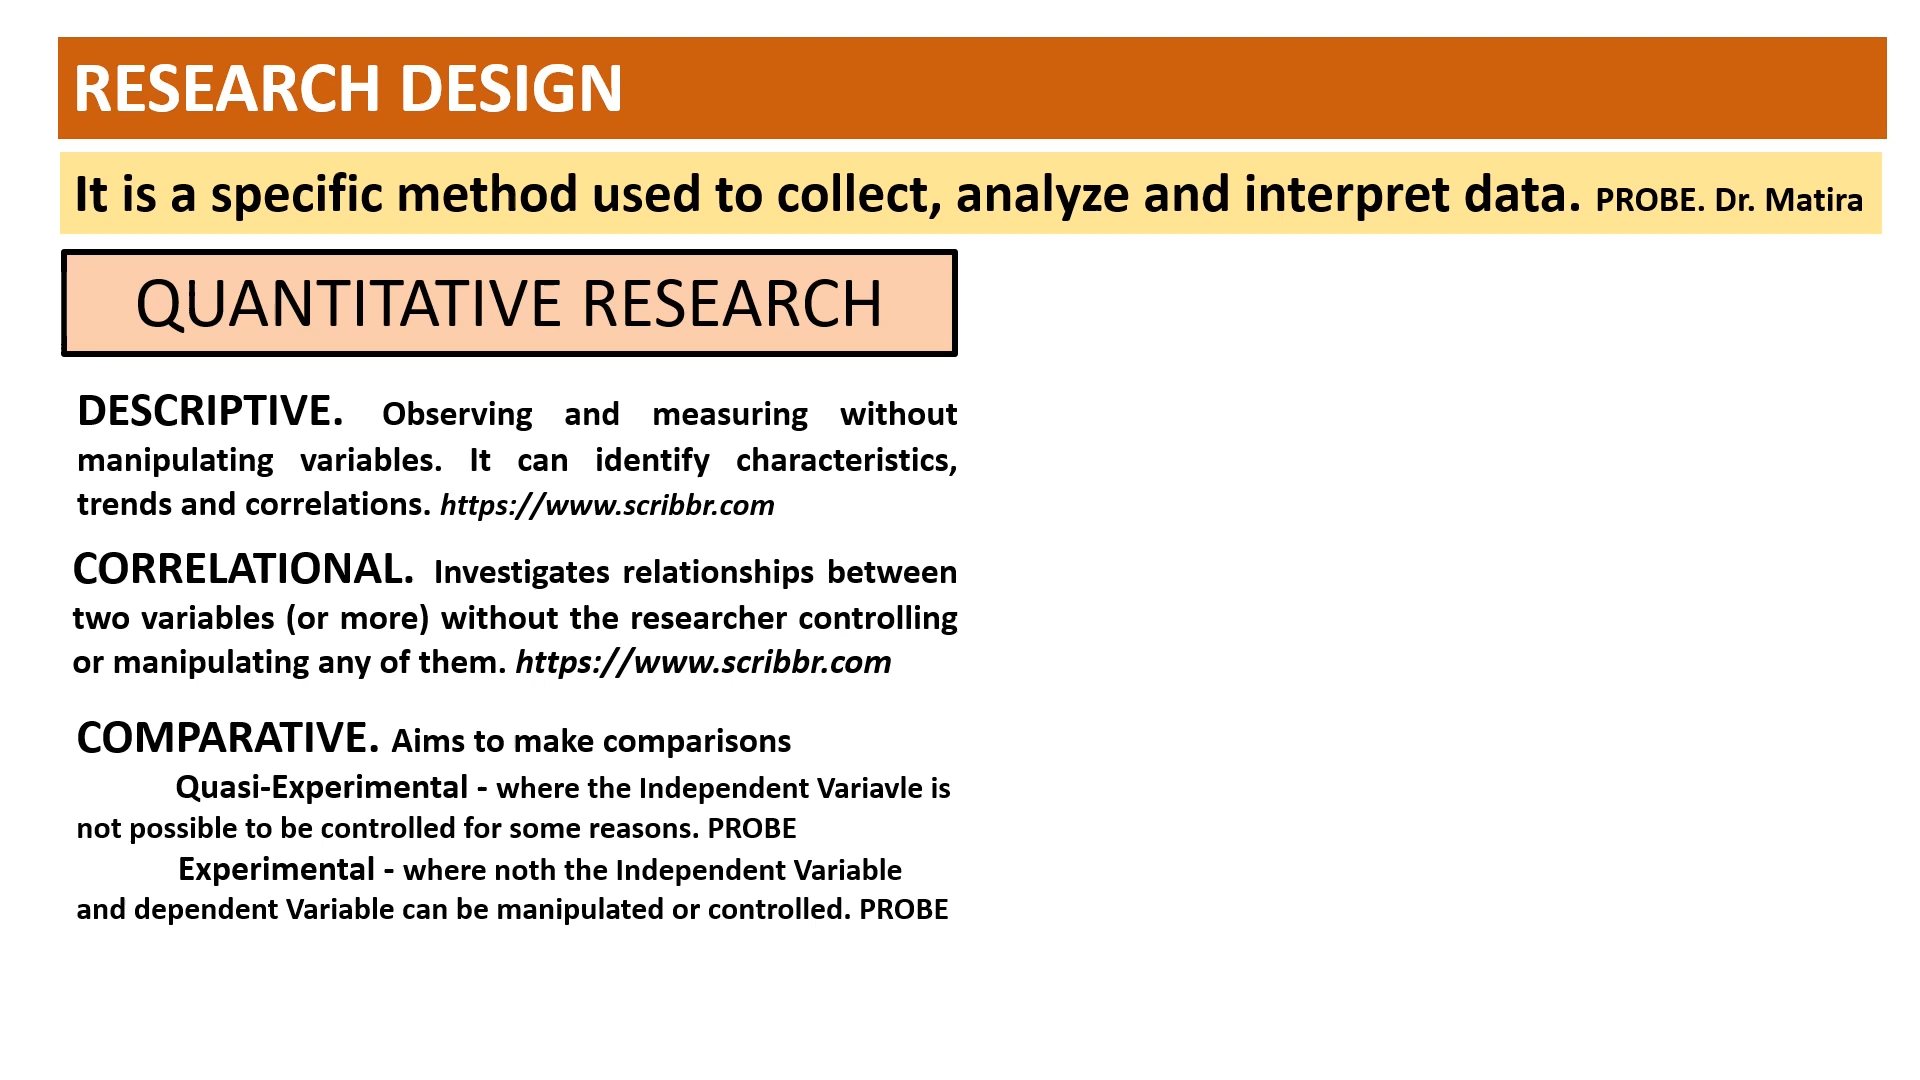 RESEARCH DESIGN
It is a specific method used to collect, analyze and interpret data. PROBE. Dr. Matira
QUANTITATIVE RESEARCH
DESCRIPTIVE. Observing and measuring without
manipulating variables. It can identify characteristics,
trends and correlations. https://www.scribbr.com
CORRELATIONAL. Investigates relationships between
two variables (or more) without the researcher controlling
or manipulating any of them. https://www.scribbr.com
COMPARATIVE. Aims to make comparisons
Quasi-Experimental - where the Independent Variavle is
not possible to be controlled for some reasons. PROBE
Experimental - where noth the Independent Variable
and dependent Variable can be manipulated or controlled. PROBE